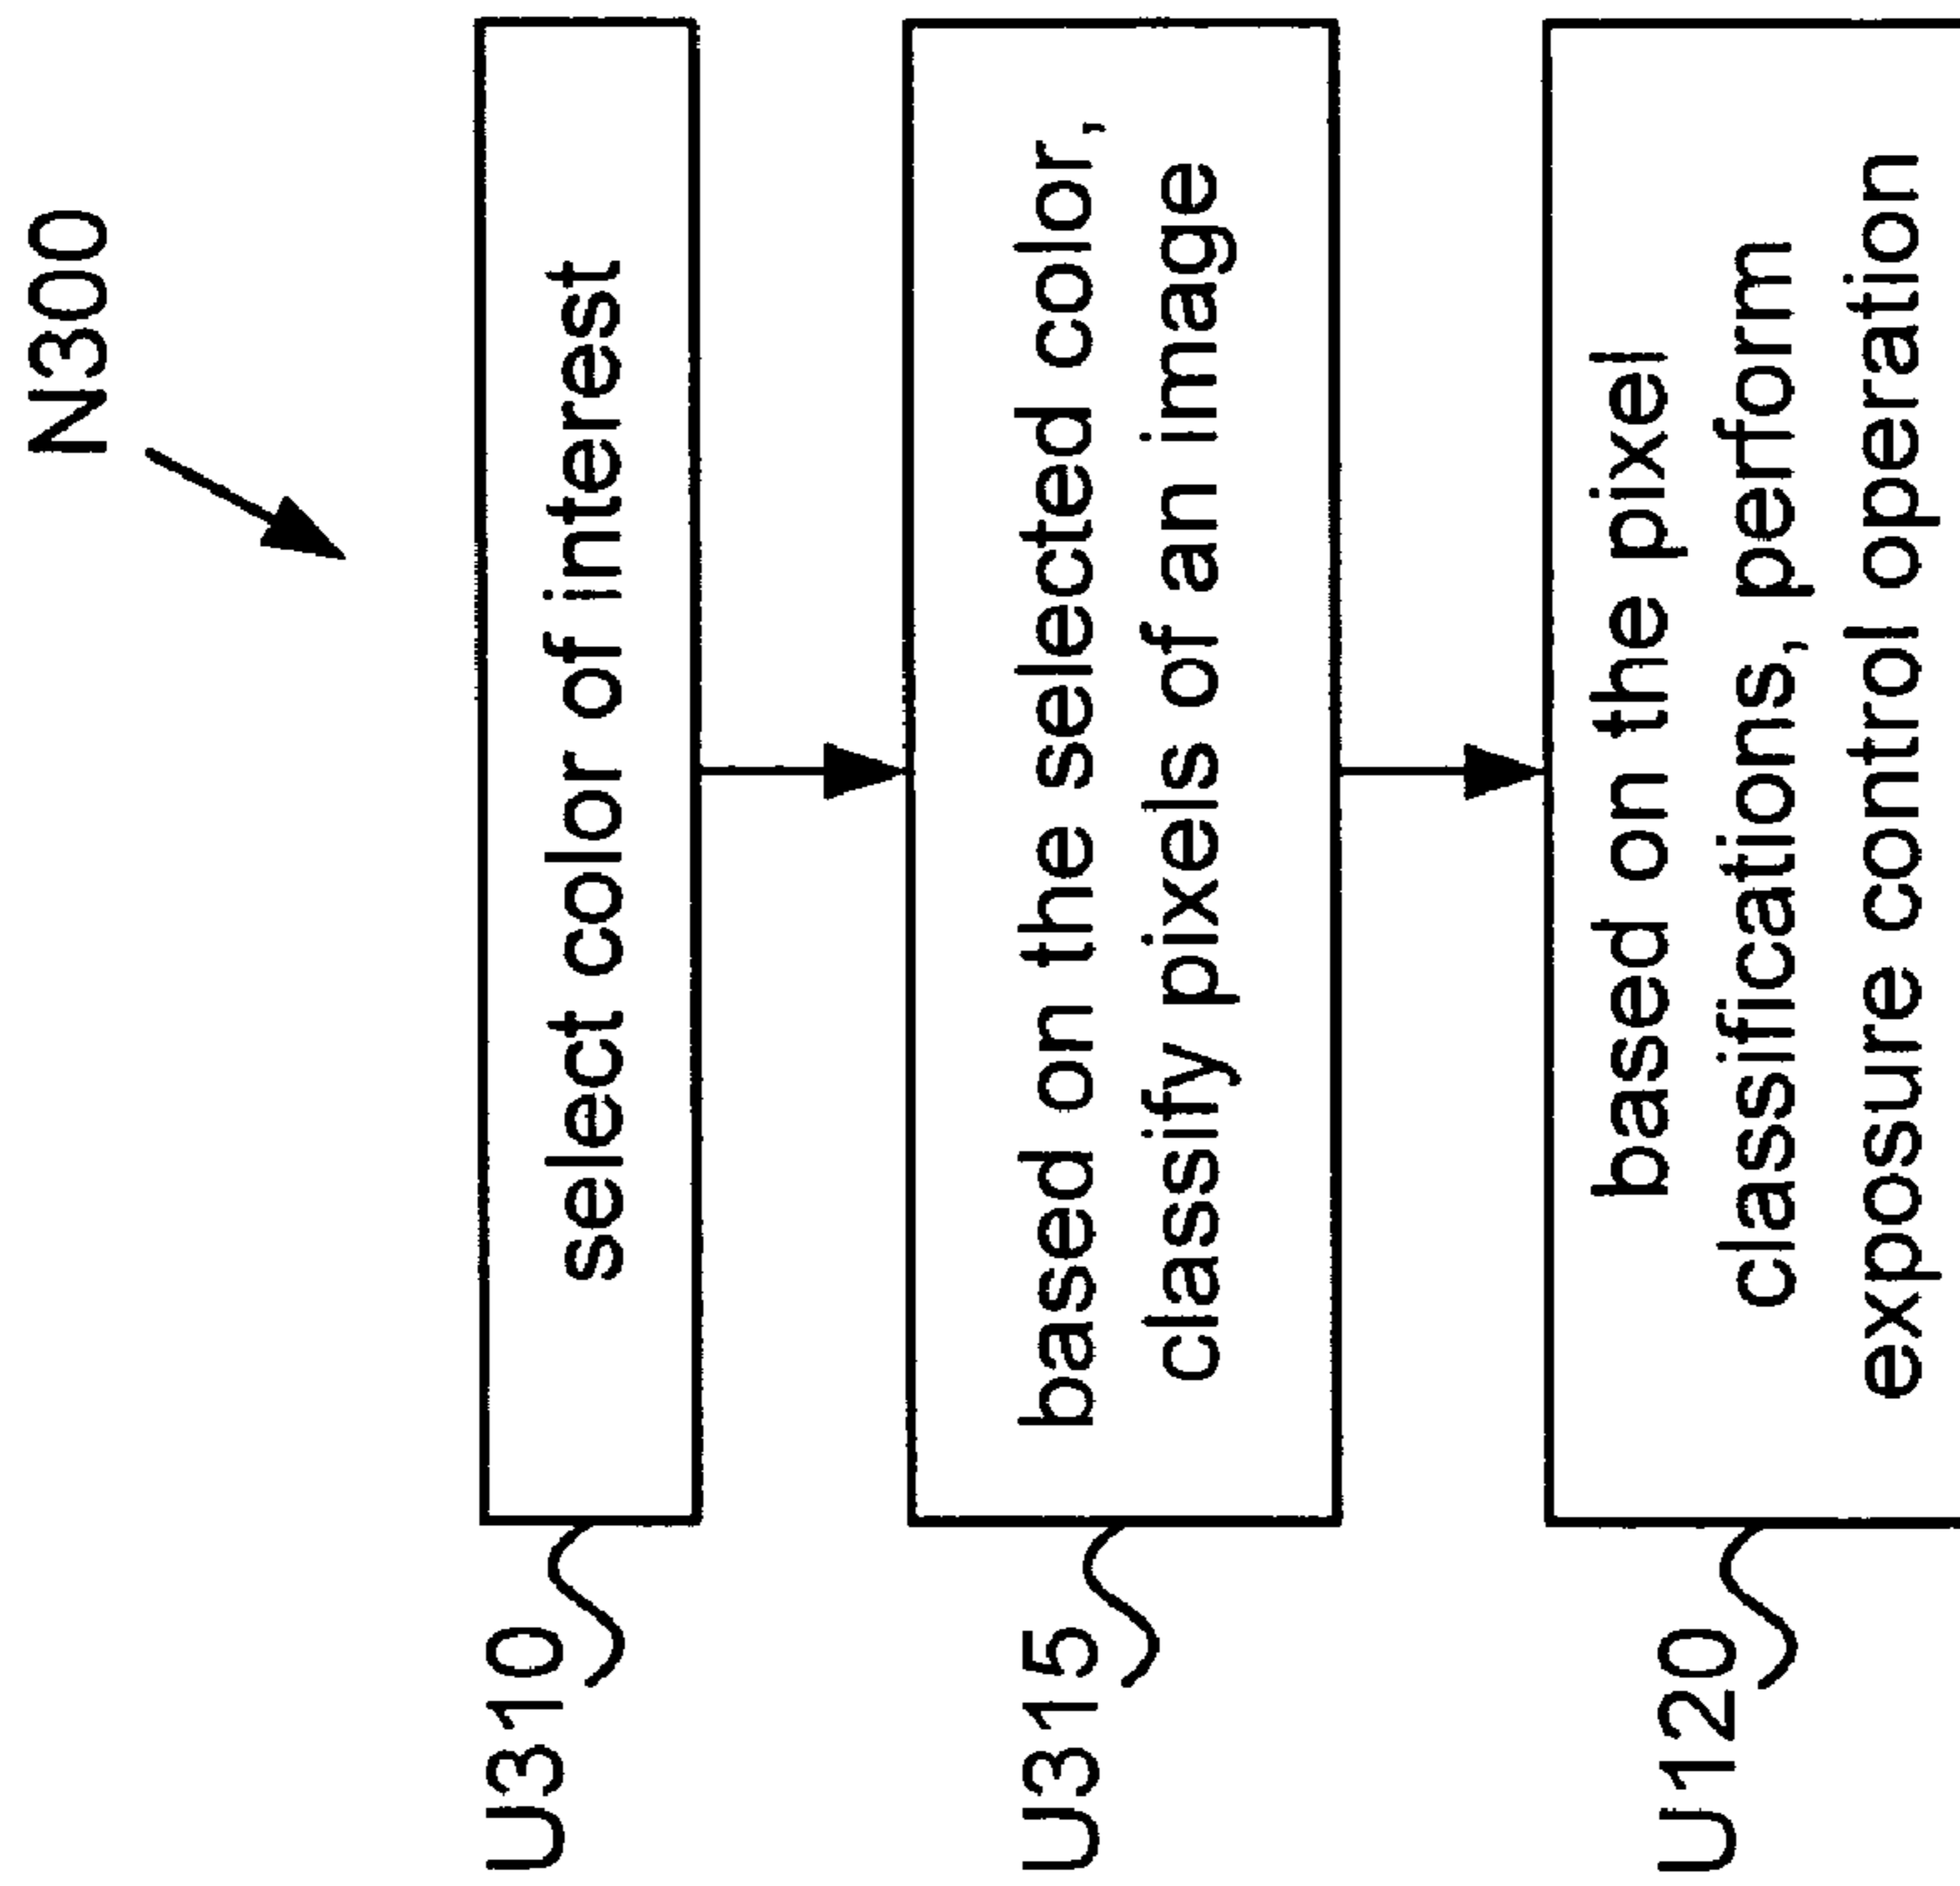 N300
U310
select color of interest
U315
based on the selected color,
classify pixels of an image
U120
based on the pixel
classifications, perform
exposure control operation